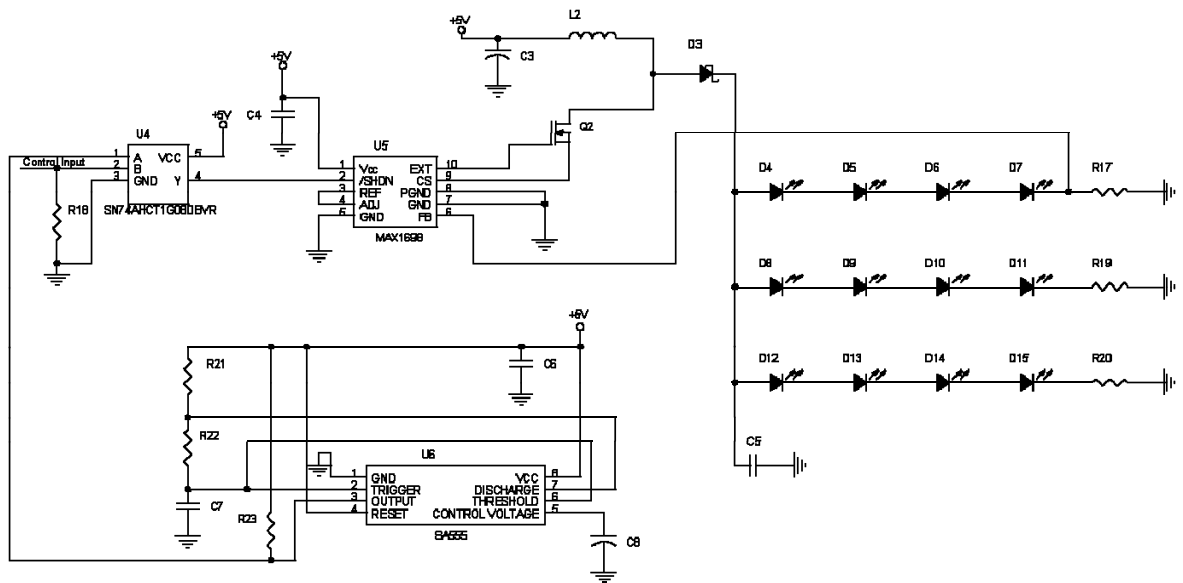 +5V
L2
D3
C3
+5V
C4
+5V
Q2
U4
U5
1 A VCC 5
Control Input
2 B
3 GND Y 4
SN74AHCT1G08DBVR
R18
1 Vcc EXT 10
2 /SHDN CS 9
3 REF PGND 8
4 ADJ GND 7
5 GND FB 6
MAX1698
D4 D5 D6 D7 R17
D8 D9 D10 D11 R19
D12 D13 D14 D15 R20
C5
+5V
R21
C6
R22
U6
1 GND VCC 8
2 TRIGGER DISCHARGE 7
3 OUTPUT THRESHOLD 6
4 RESET CONTROL VOLTAGE 5
SA555
C7
R23
C8